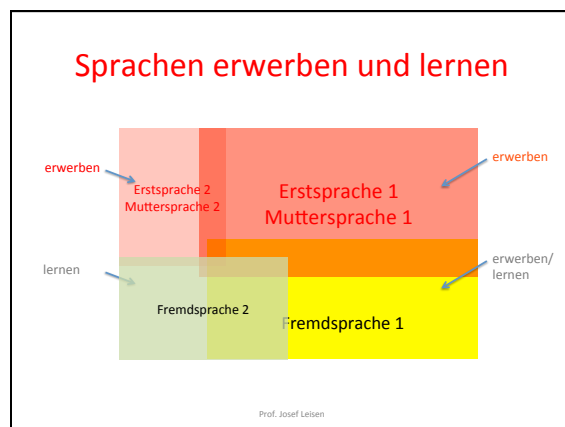 Sprachen erwerben und lernen
erwerben
Erstsprache 2
Muttersprache 2
Erstsprache 1
Muttersprache 1
erwerben
lernen
erwerben/
lernen
Fremdsprache 2
Fremdsprache 1
Prof. Josef Leisen